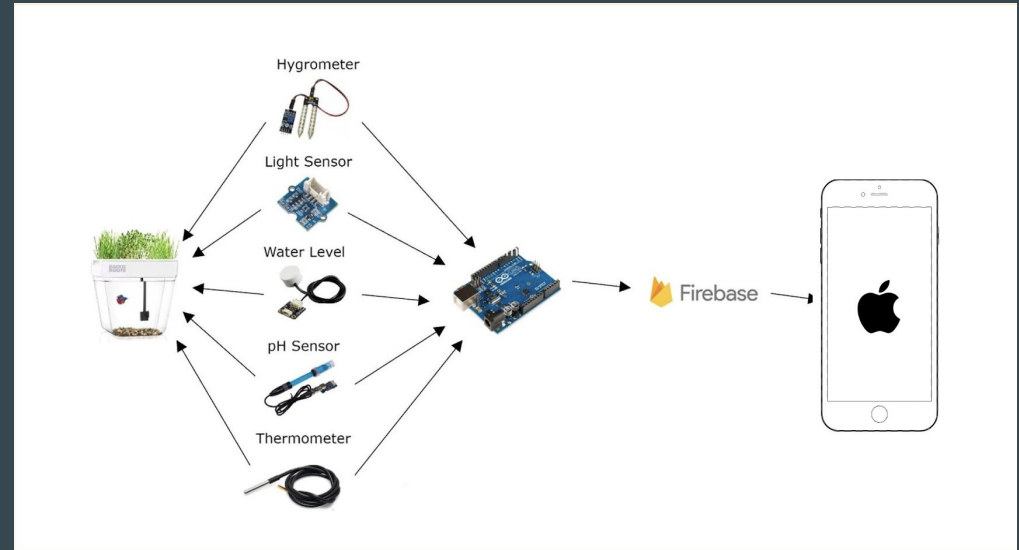 Hygrometer
Light Sensor
Water Level
pH Sensor
Thermometer
Firebase